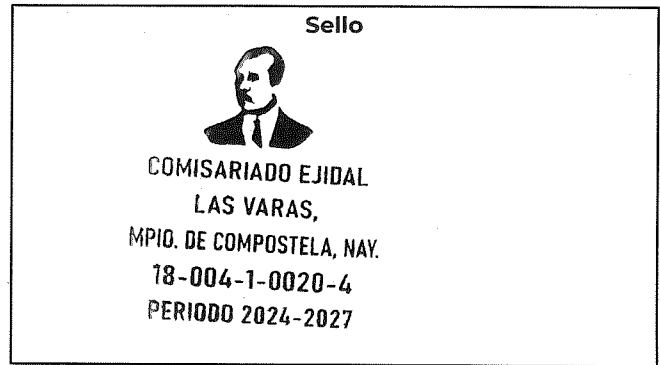 Sello
COMISARIADO EJIDAL
LAS VARAS,
MPIO. DE COMPOSTELA, NAY.
18-004-1-0020-4
PERIODO 2024-2027